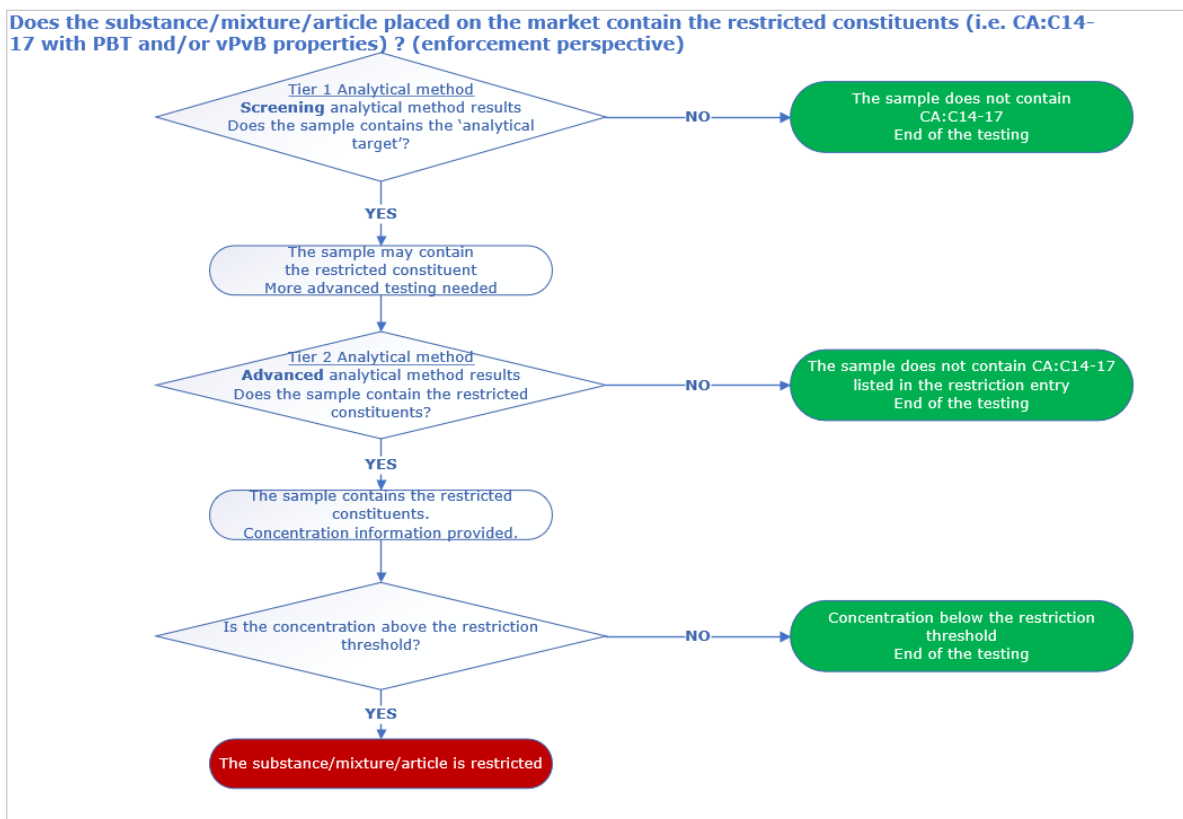 Does the substance/mixture/article placed on the market contain the restricted constituents (i.e. CA:C14-
17 with PBT and/or vPvB properties) ? (enforcement perspective)
Tier 1 Analytical method
Screening analytical method results
Does the sample contains the ‘analytical
target’?
NO
The sample does not contain
CA:C14-17
End of the testing
YES
The sample may contain
the restricted constituent
More advanced testing needed
Tier 2 Analytical method
Advanced analytical method results
Does the sample contain the restricted
constituents?
NO
The sample does not contain CA:C14-17
listed in the restriction entry
End of the testing
YES
The sample contains the restricted
constituents.
Concentration information provided.
Is the concentration above the restriction
threshold?
NO
Concentration below the restriction
threshold
End of the testing
YES
The substance/mixture/article is restricted